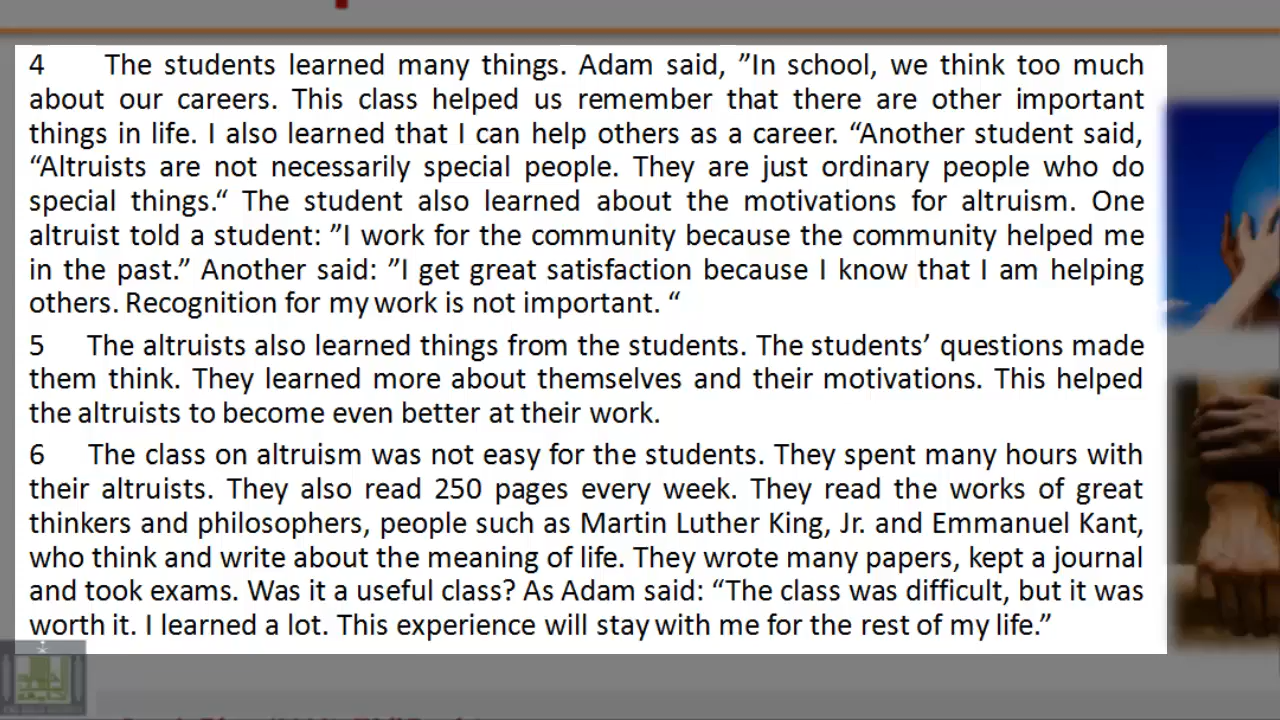 4 The students learned many things. Adam said, ”In school, we think too much
about our careers. This class helped us remember that there are other important
things in life. I also learned that I can help others as a career. “Another student said,
“Altruists are not necessarily special people. They are just ordinary people who do
special things.“ The student also learned about the motivations for altruism. One
altruist told a student: ”I work for the community because the community helped me
in the past.” Another said: ”I get great satisfaction because I know that I am helping
others. Recognition for my work is not important. “
5 The altruists also learned things from the students. The students’ questions made
them think. They learned more about themselves and their motivations. This helped
the altruists to become even better at their work.
6 The class on altruism was not easy for the students. They spent many hours with
their altruists. They also read 250 pages every week. They read the works of great
thinkers and philosophers, people such as Martin Luther King, Jr. and Emmanuel Kant,
who think and write about the meaning of life. They wrote many papers, kept a journal
and took exams. Was it a useful class? As Adam said: “The class was difficult, but it was
worth it. I learned a lot. This experience will stay with me for the rest of my life.”